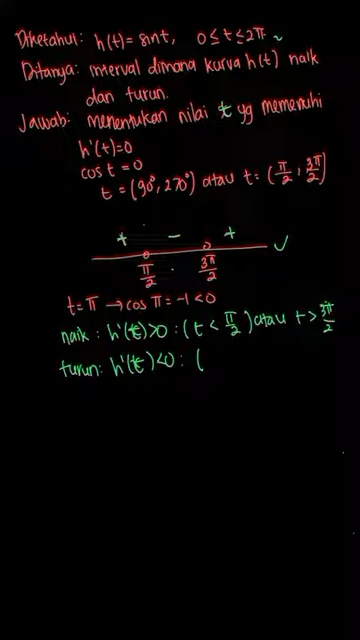 Diketahui: h(t) = sin t, 0 ≤ t ≤ 2π ~
Ditanya: interval dimana kurva h(t) naik
dan turun.
Jawab: menentukan nilai t yg memenuhi
h'(t)=0
cos t = 0
t = (90°, 270°) atau t = (π/2, 3π/2)
+ − +
π/2 3π/2 ✓
t = π → cos π = -1 < 0
naik : h'(t) > 0 : (t < π/2) atau t > 3π/2
turun: h'(t) < 0 : (